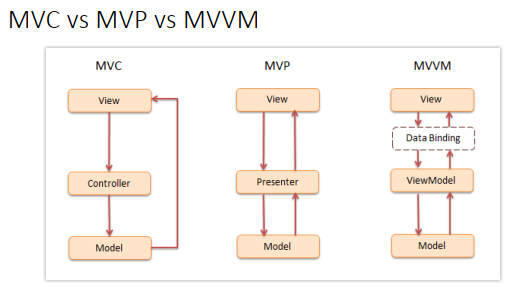 MVC vs MVP vs MVVM
MVC
View
Controller
Model
MVP
View
Presenter
Model
MVVM
View
Data Binding
ViewModel
Model